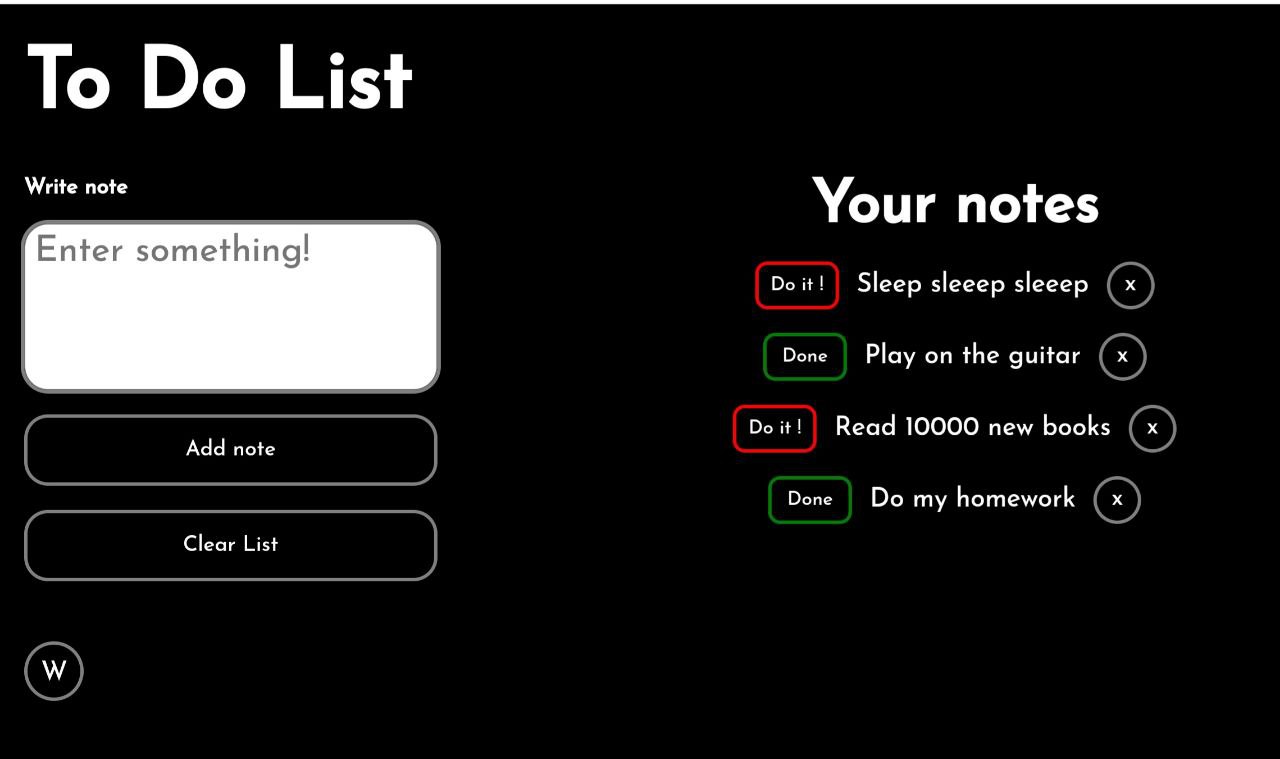 To Do List
Write note
Enter something!
Add note
Clear List
W
Your notes
Do it ! Sleep sleeep sleeep x
Done Play on the guitar x
Do it ! Read 10000 new books x
Done Do my homework x